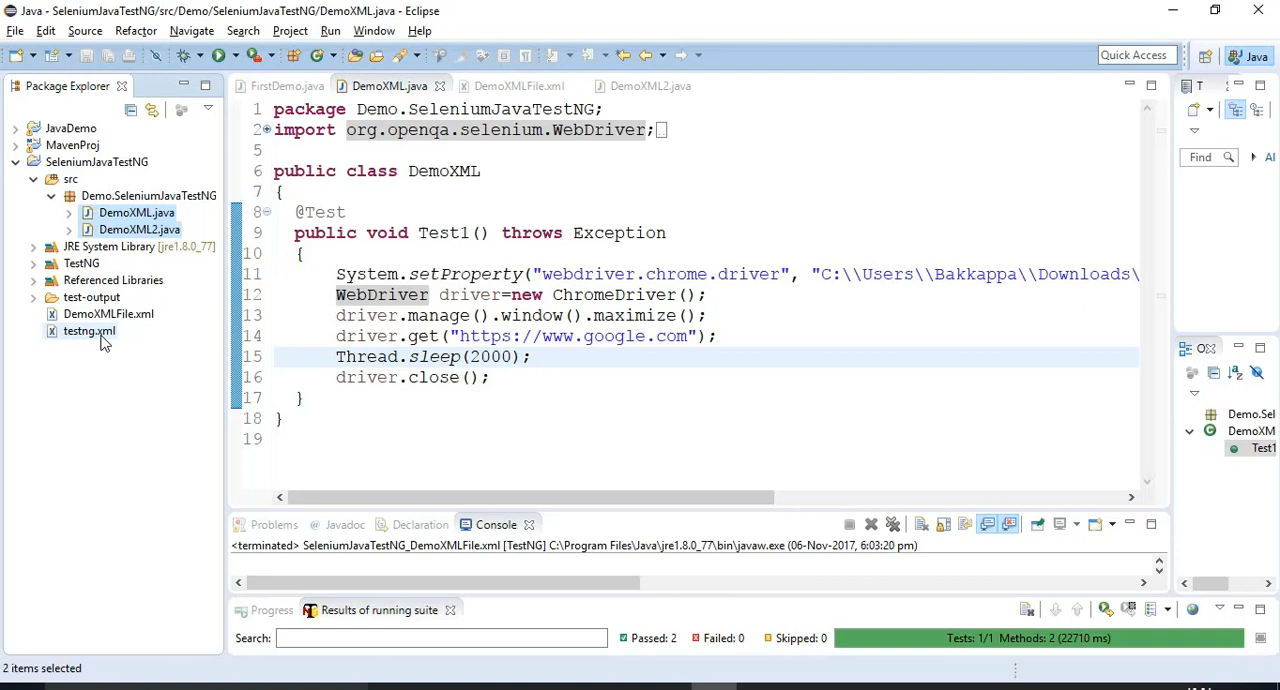 Java - SeleniumJavaTestNG/src/Demo/SeleniumJavaTestNG/DemoXML.java - Eclipse
File Edit Source Refactor Navigate Search Project Run Window Help
Quick Access
Java
Package Explorer
FirstDemo.java
DemoXML.java
DemoXMLFile.xml
DemoXML2.java
T
JavaDemo
MavenProj
SeleniumJavaTestNG
src
Demo.SeleniumJavaTestNG
DemoXML.java
DemoXML2.java
JRE System Library [jre1.8.0_77]
TestNG
Referenced Libraries
test-output
DemoXMLFile.xml
testng.xml
1 package Demo.SeleniumJavaTestNG;
2 import org.openqa.selenium.WebDriver;
5
6 public class DemoXML
7 {
8 @Test
9 public void Test1() throws Exception
10 {
11 System.setProperty("webdriver.chrome.driver", "C:\\Users\\Bakkappa\\Downloads\
12 WebDriver driver=new ChromeDriver();
13 driver.manage().window().maximize();
14 driver.get("https://www.google.com");
15 Thread.sleep(2000);
16 driver.close();
17 }
18 }
19
Find
Al
Demo.Sel
DemoXM
Test1
Problems
Javadoc
Declaration
Console
<terminated> SeleniumJavaTestNG_DemoXMLFile.xml [TestNG] C:\Program Files\Java\jre1.8.0_77\bin\javaw.exe (06-Nov-2017, 6:03:20 pm)
Progress
Results of running suite
Search:
Passed: 2
Failed: 0
Skipped: 0
Tests: 1/1 Methods: 2 (22710 ms)
2 items selected